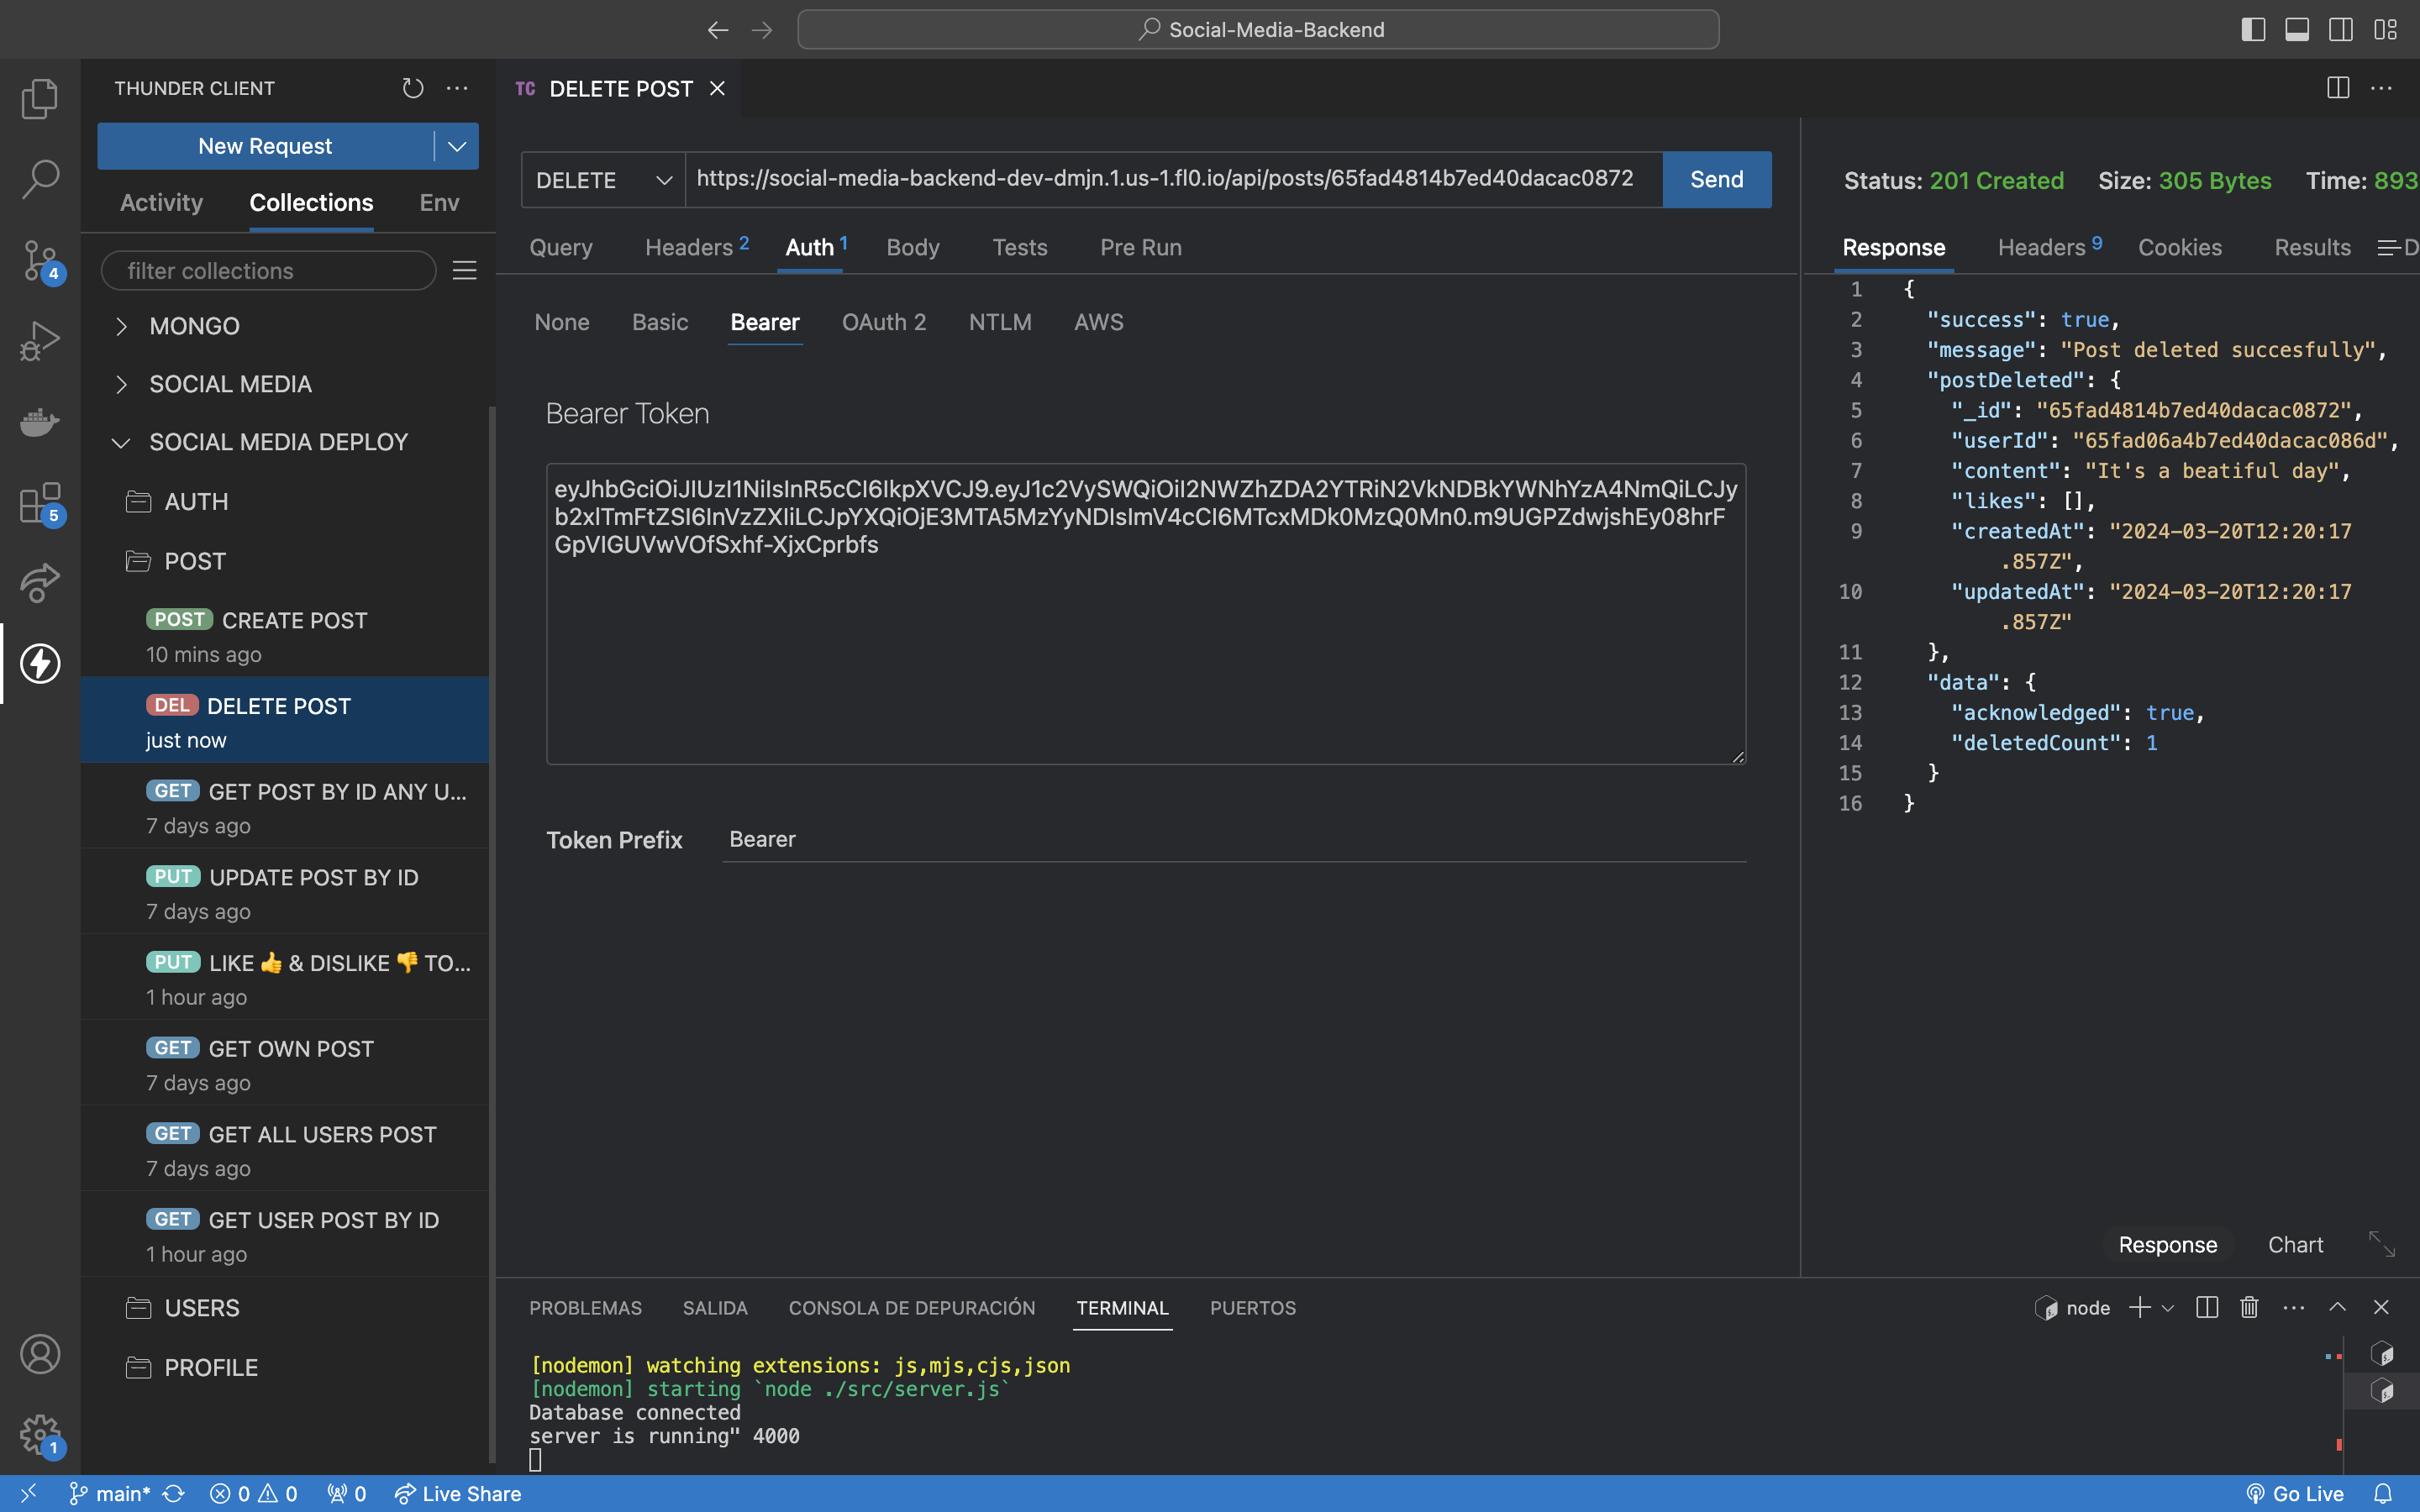 Social-Media-Backend
THUNDER CLIENT
New Request
Activity Collections Env
filter collections
MONGO
SOCIAL MEDIA
SOCIAL MEDIA DEPLOY
AUTH
POST
POST CREATE POST
10 mins ago
DEL DELETE POST
just now
GET GET POST BY ID ANY U...
7 days ago
PUT UPDATE POST BY ID
7 days ago
PUT LIKE 👍 & DISLIKE 👎 TO...
1 hour ago
GET GET OWN POST
7 days ago
GET GET ALL USERS POST
7 days ago
GET GET USER POST BY ID
1 hour ago
USERS
PROFILE
4
5
1
TC DELETE POST
DELETE https://social-media-backend-dev-dmjn.1.us-1.fl0.io/api/posts/65fad4814b7ed40dacac0872 Send
Query Headers 2 Auth 1 Body Tests Pre Run
None Basic Bearer OAuth 2 NTLM AWS
Bearer Token
eyJhbGciOiJIUzI1NiIsInR5cCI6IkpXVCJ9.eyJ1c2VySWQiOiI2NWZhZDA2YTRiN2VkNDBkYWNhYzA4NmQiLCJy
b2xlTmFtZSI6InVzZXIiLCJpYXQiOjE3MTA5MzYyNDIsImV4cCI6MTcxMDk0MzQ0Mn0.m9UGPZdwjshEy08hrF
GpVIGUVwVOfSxhf-XjxCprbfs
Token Prefix Bearer
Status: 201 Created Size: 305 Bytes Time: 893
Response Headers 9 Cookies Results D
1 {
2 "success": true,
3 "message": "Post deleted succesfully",
4 "postDeleted": {
5 "_id": "65fad4814b7ed40dacac0872",
6 "userId": "65fad06a4b7ed40dacac086d",
7 "content": "It's a beatiful day",
8 "likes": [],
9 "createdAt": "2024-03-20T12:20:17
.857Z",
10 "updatedAt": "2024-03-20T12:20:17
.857Z"
11 },
12 "data": {
13 "acknowledged": true,
14 "deletedCount": 1
15 }
16 }
Response Chart
PROBLEMAS SALIDA CONSOLA DE DEPURACIÓN TERMINAL PUERTOS
node
[nodemon] watching extensions: js,mjs,cjs,json
[nodemon] starting `node ./src/server.js`
Database connected
server is running" 4000
main* 0 0 0 Live Share Go Live